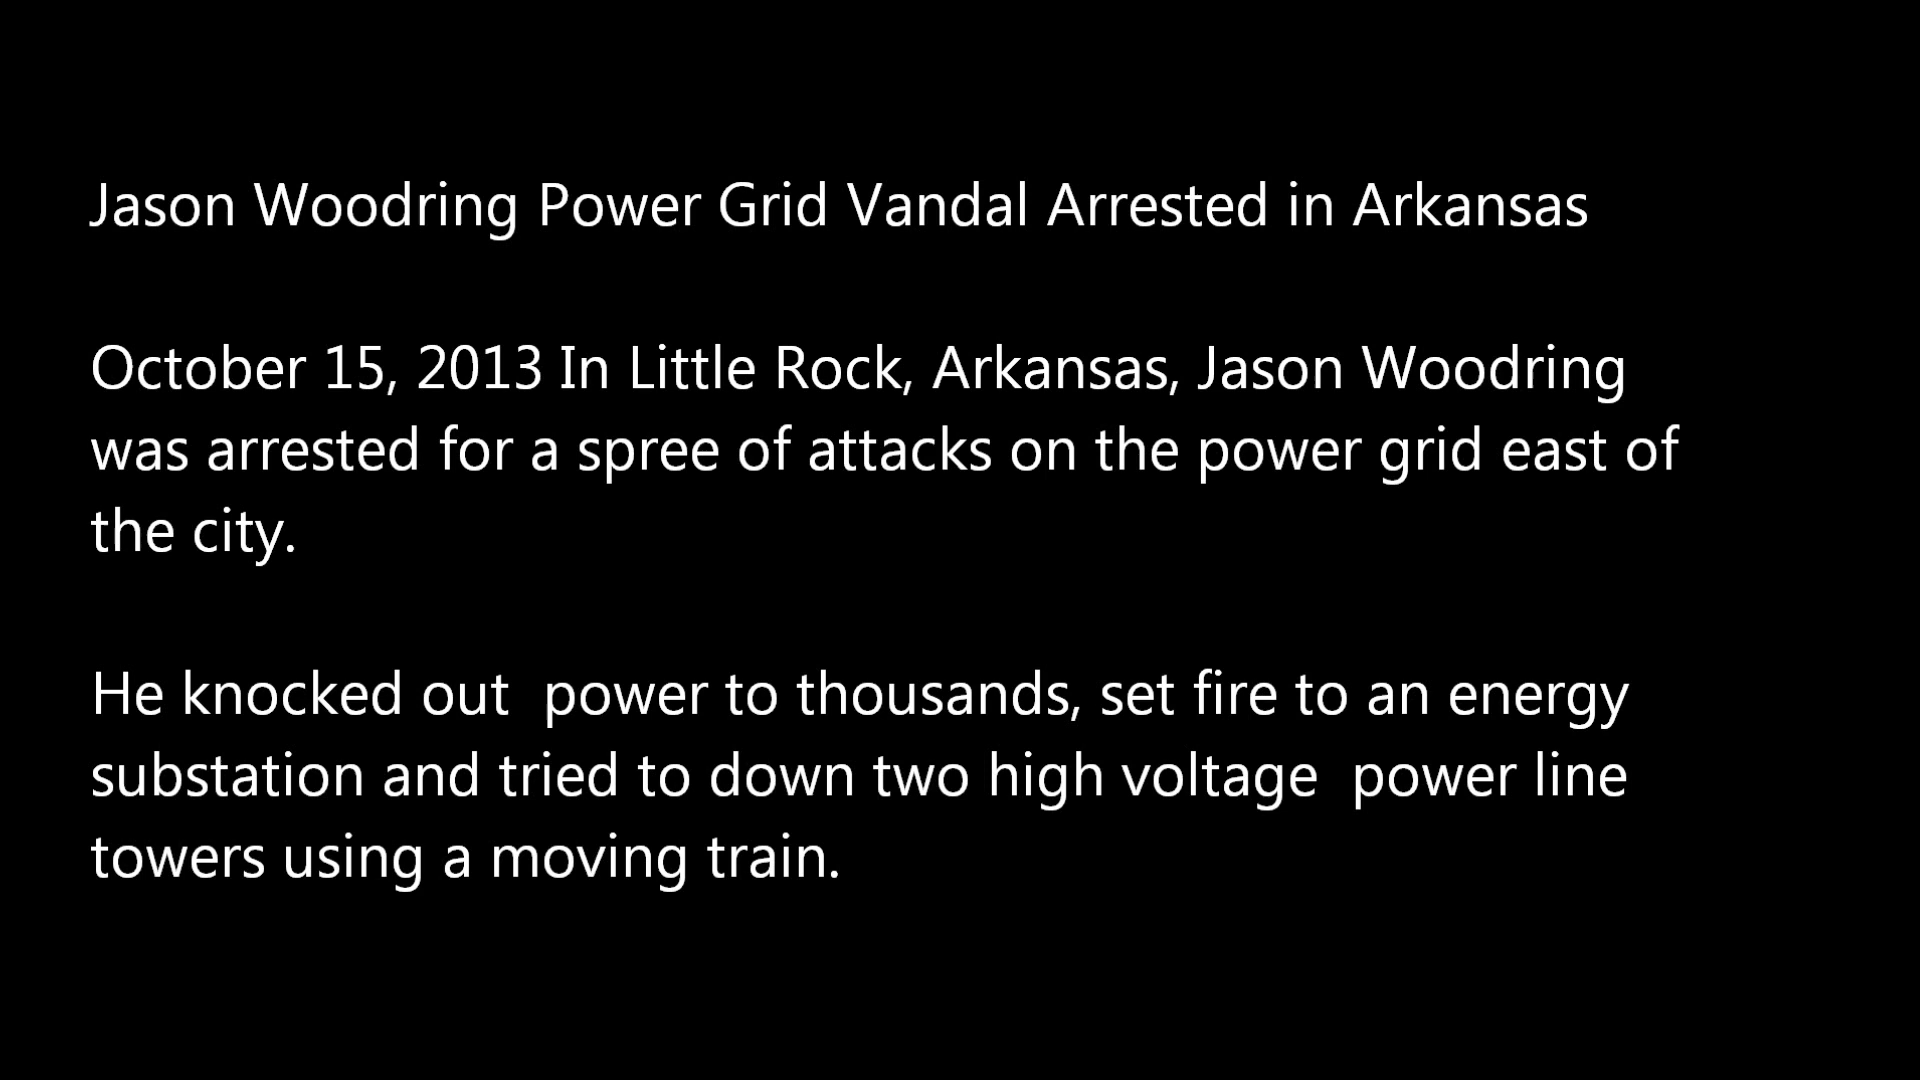 Jason Woodring Power Grid Vandal Arrested in Arkansas
October 15, 2013 In Little Rock, Arkansas, Jason Woodring
was arrested for a spree of attacks on the power grid east of
the city.
He knocked out  power to thousands, set fire to an energy
substation and tried to down two high voltage  power line
towers using a moving train.